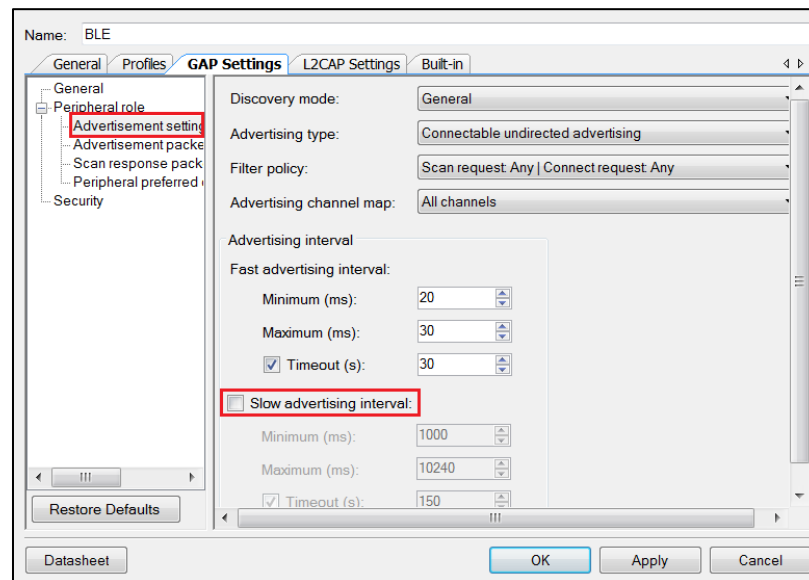 Name: BLE
General Profiles GAP Settings L2CAP Settings Built-in
General
Peripheral role
Advertisement setting
Advertisement packe
Scan response pack
Peripheral preferred
Security
Restore Defaults
Discovery mode: General
Advertising type: Connectable undirected advertising
Filter policy: Scan request: Any | Connect request: Any
Advertising channel map: All channels
Advertising interval
Fast advertising interval:
Minimum (ms): 20
Maximum (ms): 30
Timeout (s): 30
Slow advertising interval:
Minimum (ms): 1000
Maximum (ms): 10240
Timeout (s): 150
Datasheet OK Apply Cancel